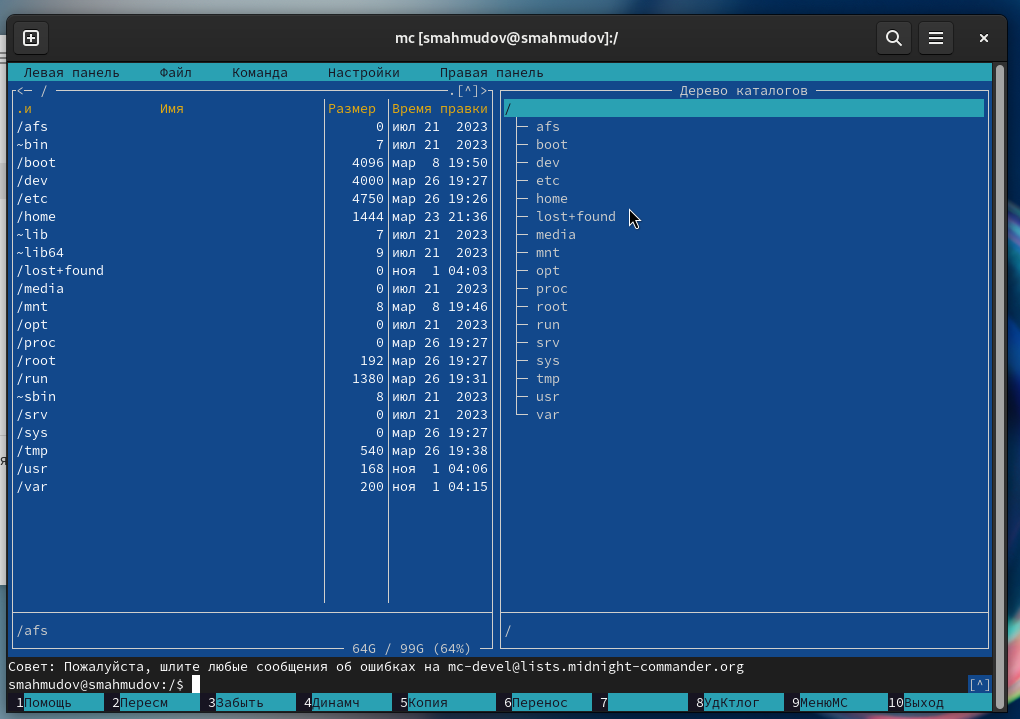 mc [smahmudov@smahmudov]:/
Левая панель Файл Команда Настройки Правая панель
<─ / .[^]> Дерево каталогов
.и Имя Размер Время правки /
/afs 0 июл 21 2023 afs
~bin 7 июл 21 2023 boot
/boot 4096 мар 8 19:50 dev
/dev 4000 мар 26 19:27 etc
/etc 4750 мар 26 19:26 home
/home 1444 мар 23 21:36 lost+found
~lib 7 июл 21 2023 media
~lib64 9 июл 21 2023 mnt
/lost+found 0 ноя 1 04:03 opt
/media 0 июл 21 2023 proc
/mnt 8 мар 8 19:46 root
/opt 0 июл 21 2023 run
/proc 0 мар 26 19:27 srv
/root 192 мар 26 19:27 sys
/run 1380 мар 26 19:31 tmp
~sbin 8 июл 21 2023 usr
/srv 0 июл 21 2023 var
/sys 0 мар 26 19:27
/tmp 540 мар 26 19:38
/usr 168 ноя 1 04:06
/var 200 ноя 1 04:15
/afs /
64G / 99G (64%)
Совет: Пожалуйста, шлите любые сообщения об ошибках на mc-devel@lists.midnight-commander.org
smahmudov@smahmudov:/$ [^]
1Помощь 2Пересм 3Забыть 4Динамч 5Копия 6Перенос 7 8УдКтлог 9МенюMC 10Выход